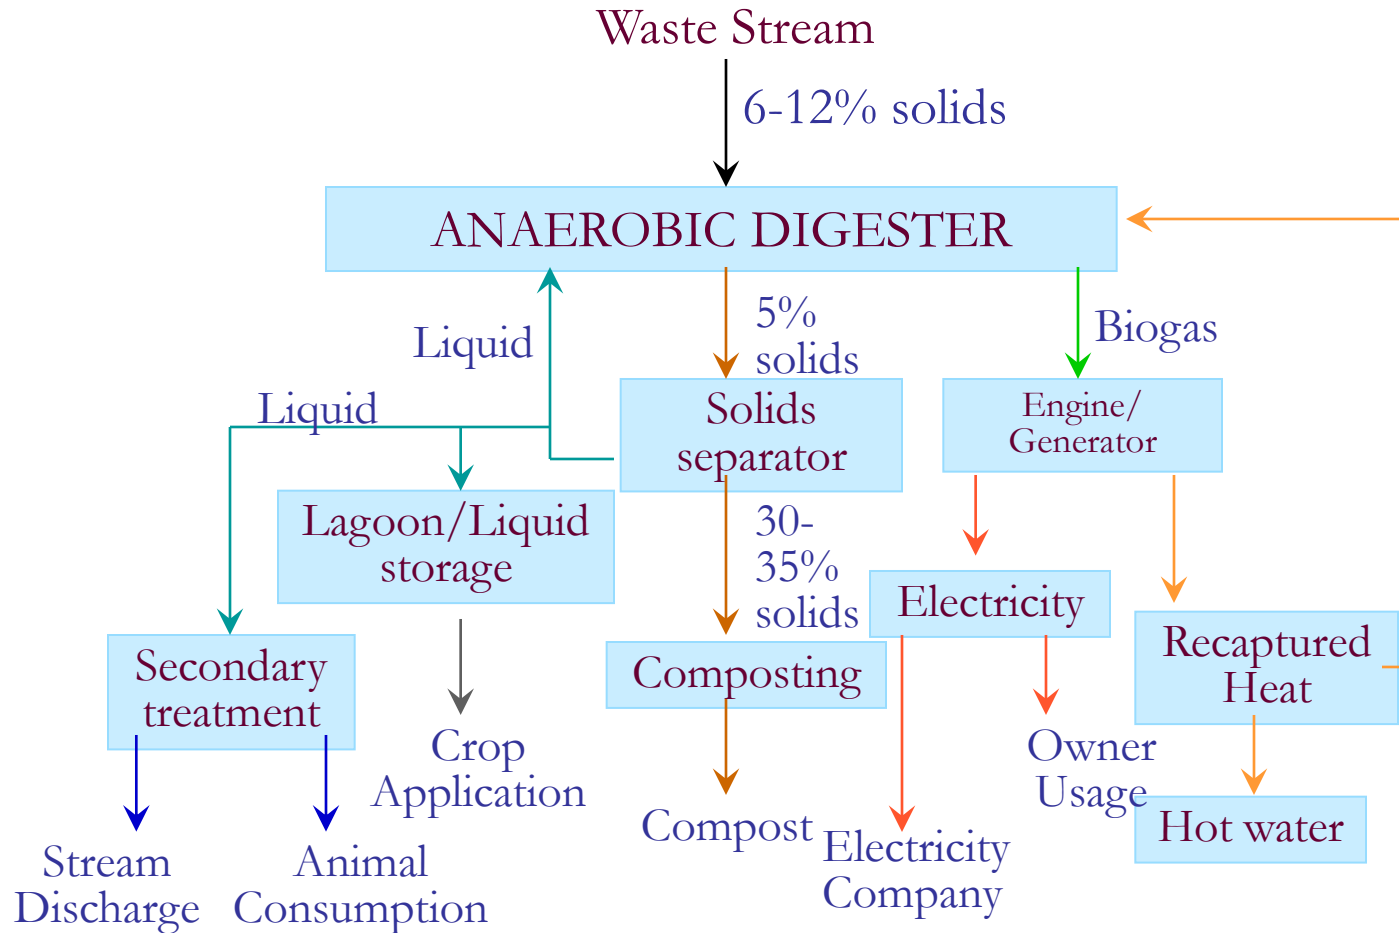 Waste Stream
6-12% solids
ANAEROBIC DIGESTER
5%
solids
Biogas
Liquid
Liquid
Solids
separator
Engine/
Generator
Lagoon/Liquid
storage
30-
35%
solids
Electricity
Recaptured
Heat
Secondary
treatment
Composting
Crop
Application
Owner
Usage
Compost
Hot water
Electricity
Company
Stream
Discharge
Animal
Consumption